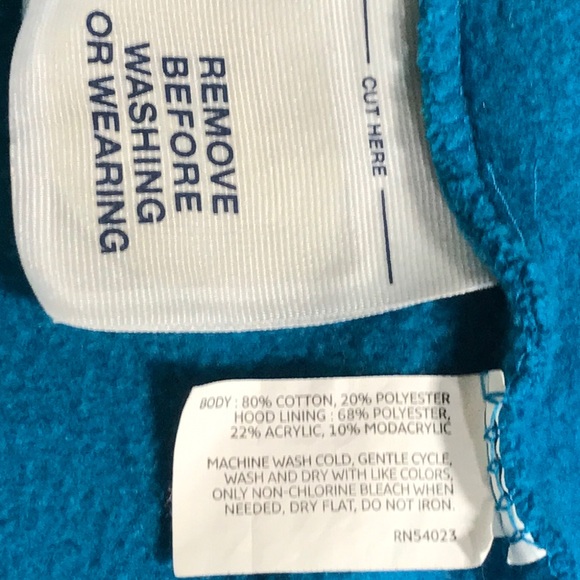 REMOVE
BEFORE
WASHING
OR WEARING
CUT HERE
BODY : 80% COTTON, 20% POLYESTER
HOOD LINING : 68% POLYESTER,
22% ACRYLIC, 10% MODACRYLIC
MACHINE WASH COLD, GENTLE CYCLE,
WASH AND DRY WITH LIKE COLORS,
ONLY NON-CHLORINE BLEACH WHEN
NEEDED, DRY FLAT, DO NOT IRON.
RN54023